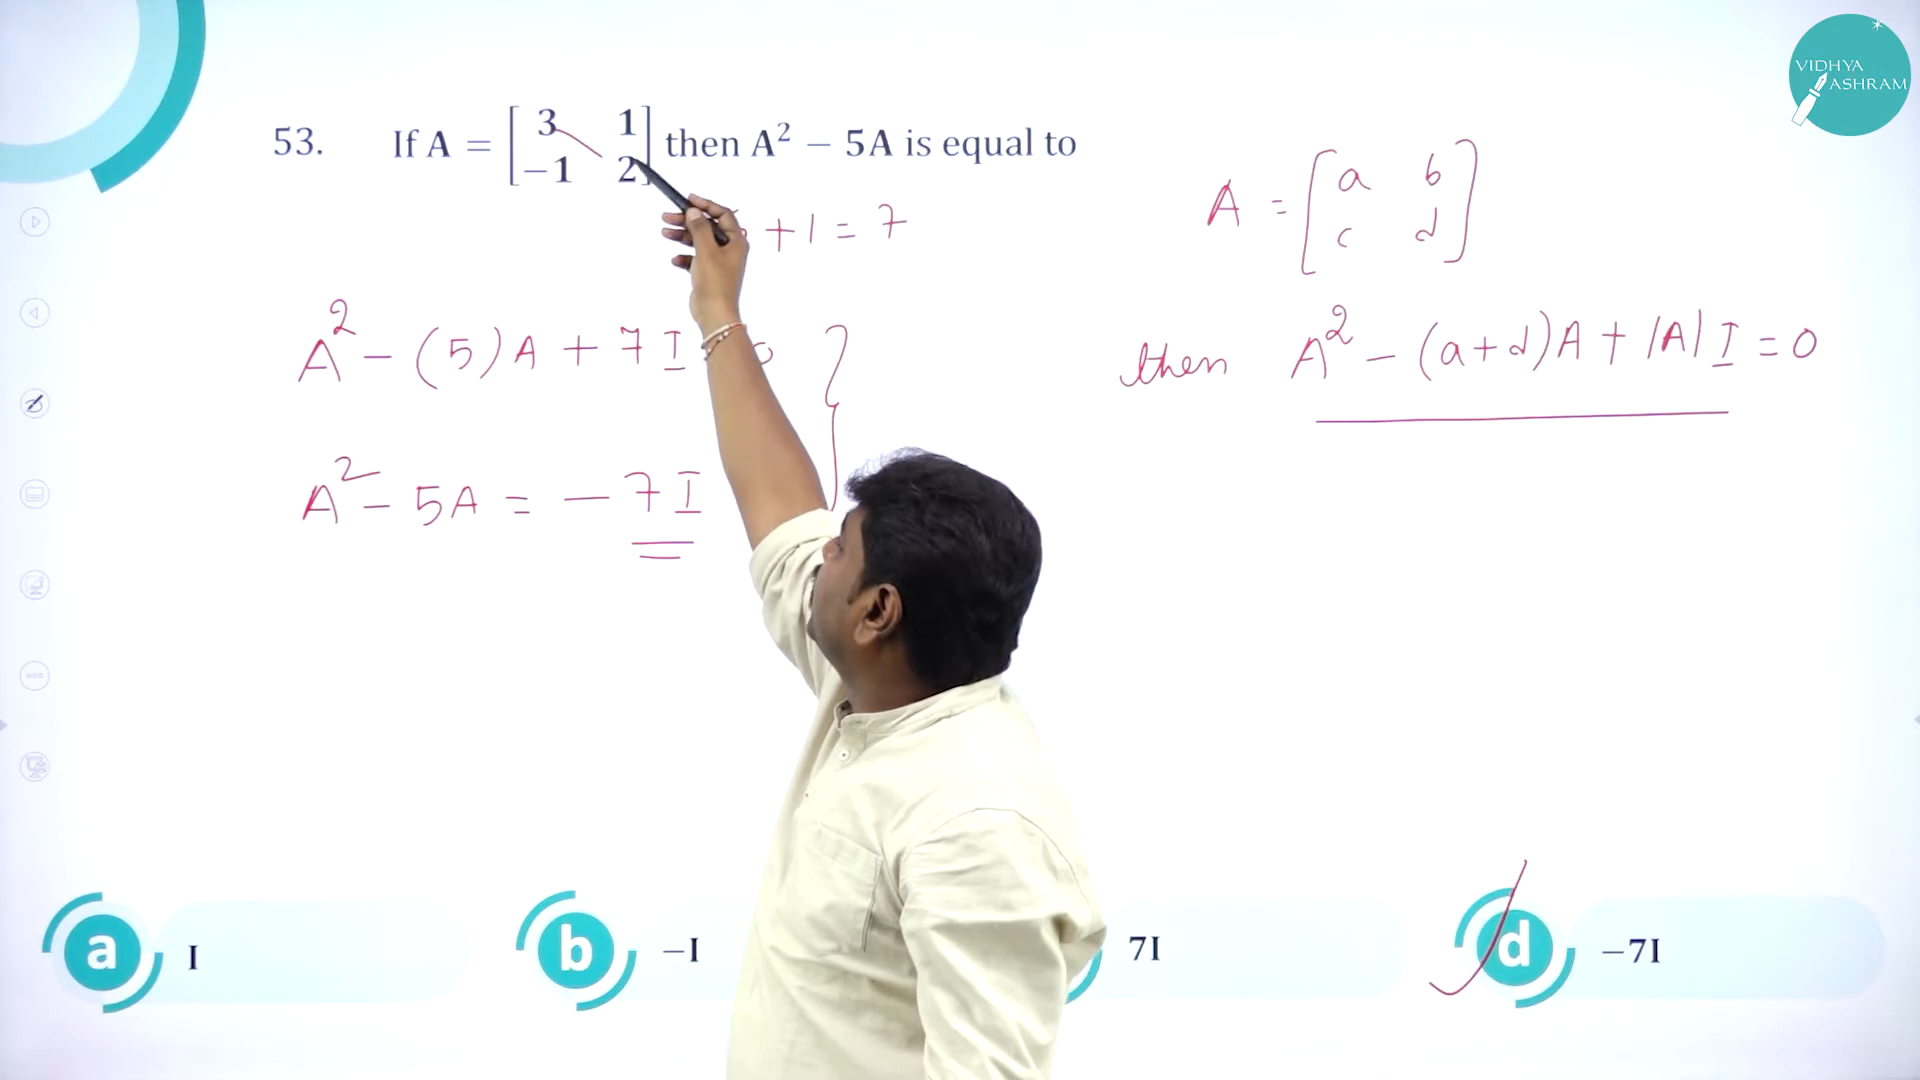 VIDHYA
ASHRAM
53. If A = [3 1
−1 2] then A² − 5A is equal to
+1 = 7
A = [a b
c d]
A² − (5)A + 7I 0
then A² − (a+d)A + |A| I = 0
A² − 5A = −7I
a I
b −I
7I
d −7I